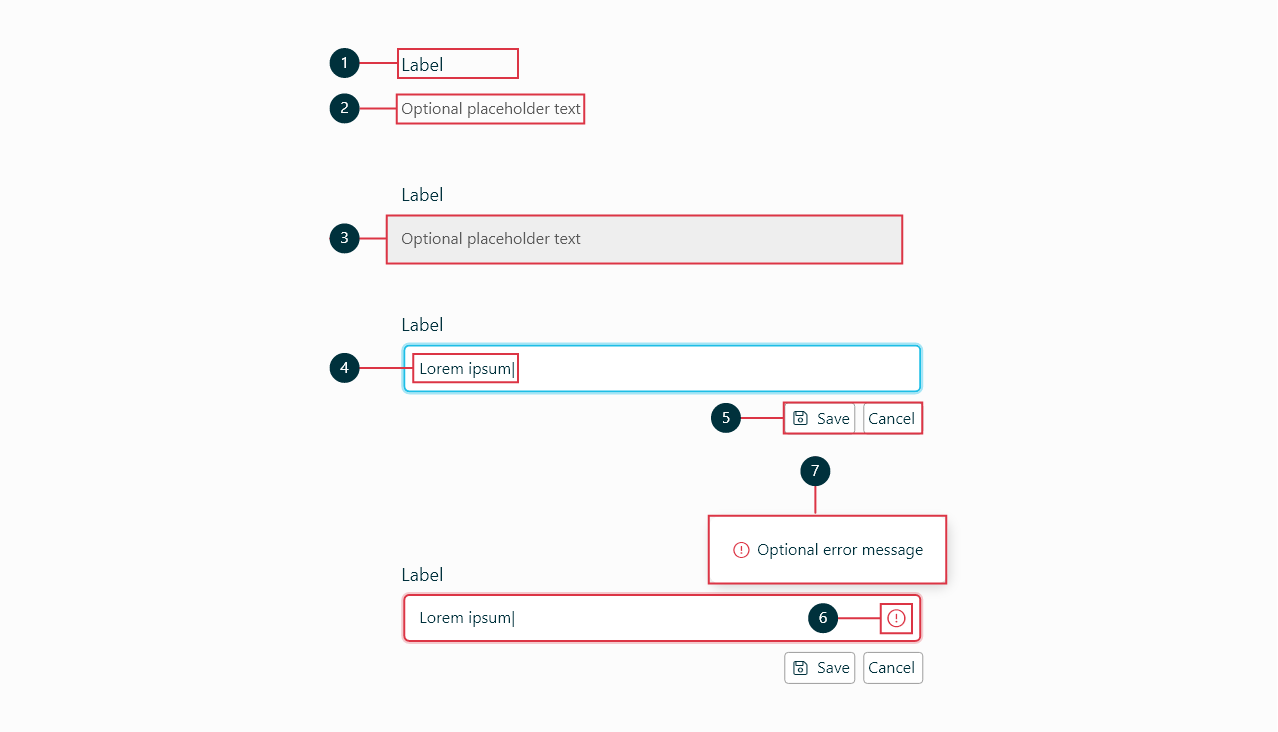 1 Label
2 Optional placeholder text
Label
3 Optional placeholder text
Label
4 Lorem ipsum|
5 Save Cancel
7
Optional error message
Label
Lorem ipsum| 6
Save Cancel